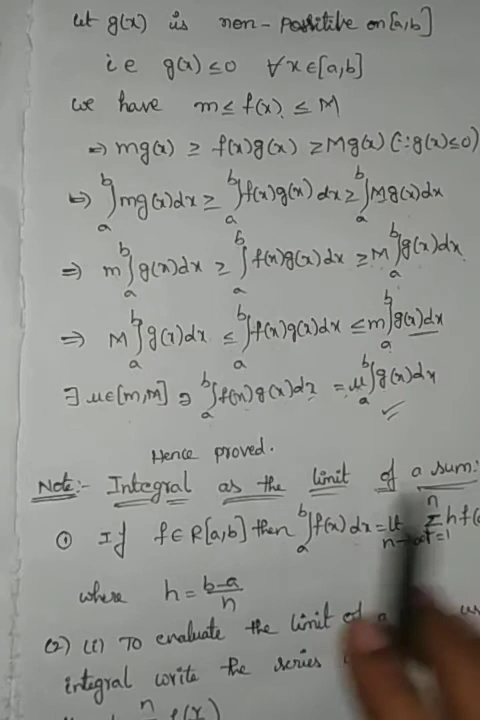 Let g(x) is non-Positive on [a,b]
i.e g(x) ≤ 0 ∀x∈[a,b]
we have m ≤ f(x) ≤ M
⇒ mg(x) ≥ f(x)g(x) ≥ Mg(x) (∵g(x)≤0)
⇒ ∫_a^b mg(x)dx ≥ ∫_a^b f(x)g(x)dx ≥ ∫_a^b Mg(x)dx
⇒ m∫_a^b g(x)dx ≥ ∫_a^b f(x)g(x)dx ≥ M∫_a^b g(x)dx
⇒ M∫_a^b g(x)dx ≤ ∫_a^b f(x)g(x)dx ≤ m∫_a^b g(x)dx
∃ μ∈[m,M] ∋ ∫_a^b f(x)g(x)dx = μ∫_a^b g(x)dx
Hence proved.
Note:- Integral as the limit of a sum:
① If f∈R[a,b] then ∫_a^b f(x)dx = Lt Σ h f(
where h = (b-a)/n
(2) (i) To evaluate the limit of a
integral write the series